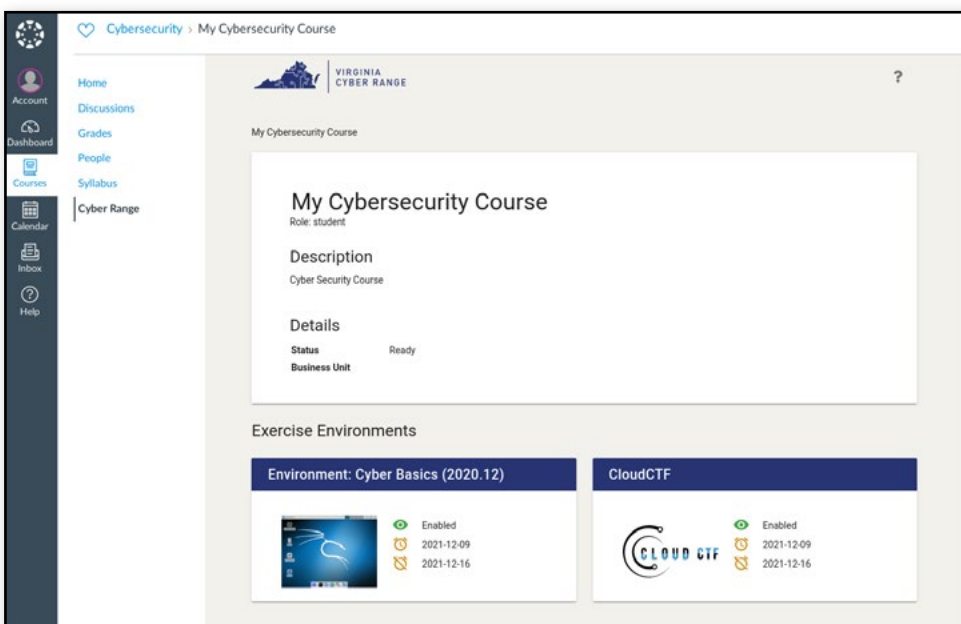 Cybersecurity › My Cybersecurity Course
Account
Dashboard
Courses
Calendar
Inbox
Help
Home
Discussions
Grades
People
Syllabus
Cyber Range
VIRGINIA
CYBER RANGE
?
My Cybersecurity Course
My Cybersecurity Course
Role: student
Description
Cyber Security Course
Details
Status Ready
Business Unit
Exercise Environments
Environment: Cyber Basics (2020.12)
Enabled
2021-12-09
2021-12-16
CloudCTF
CLOUD CTF
Enabled
2021-12-09
2021-12-16